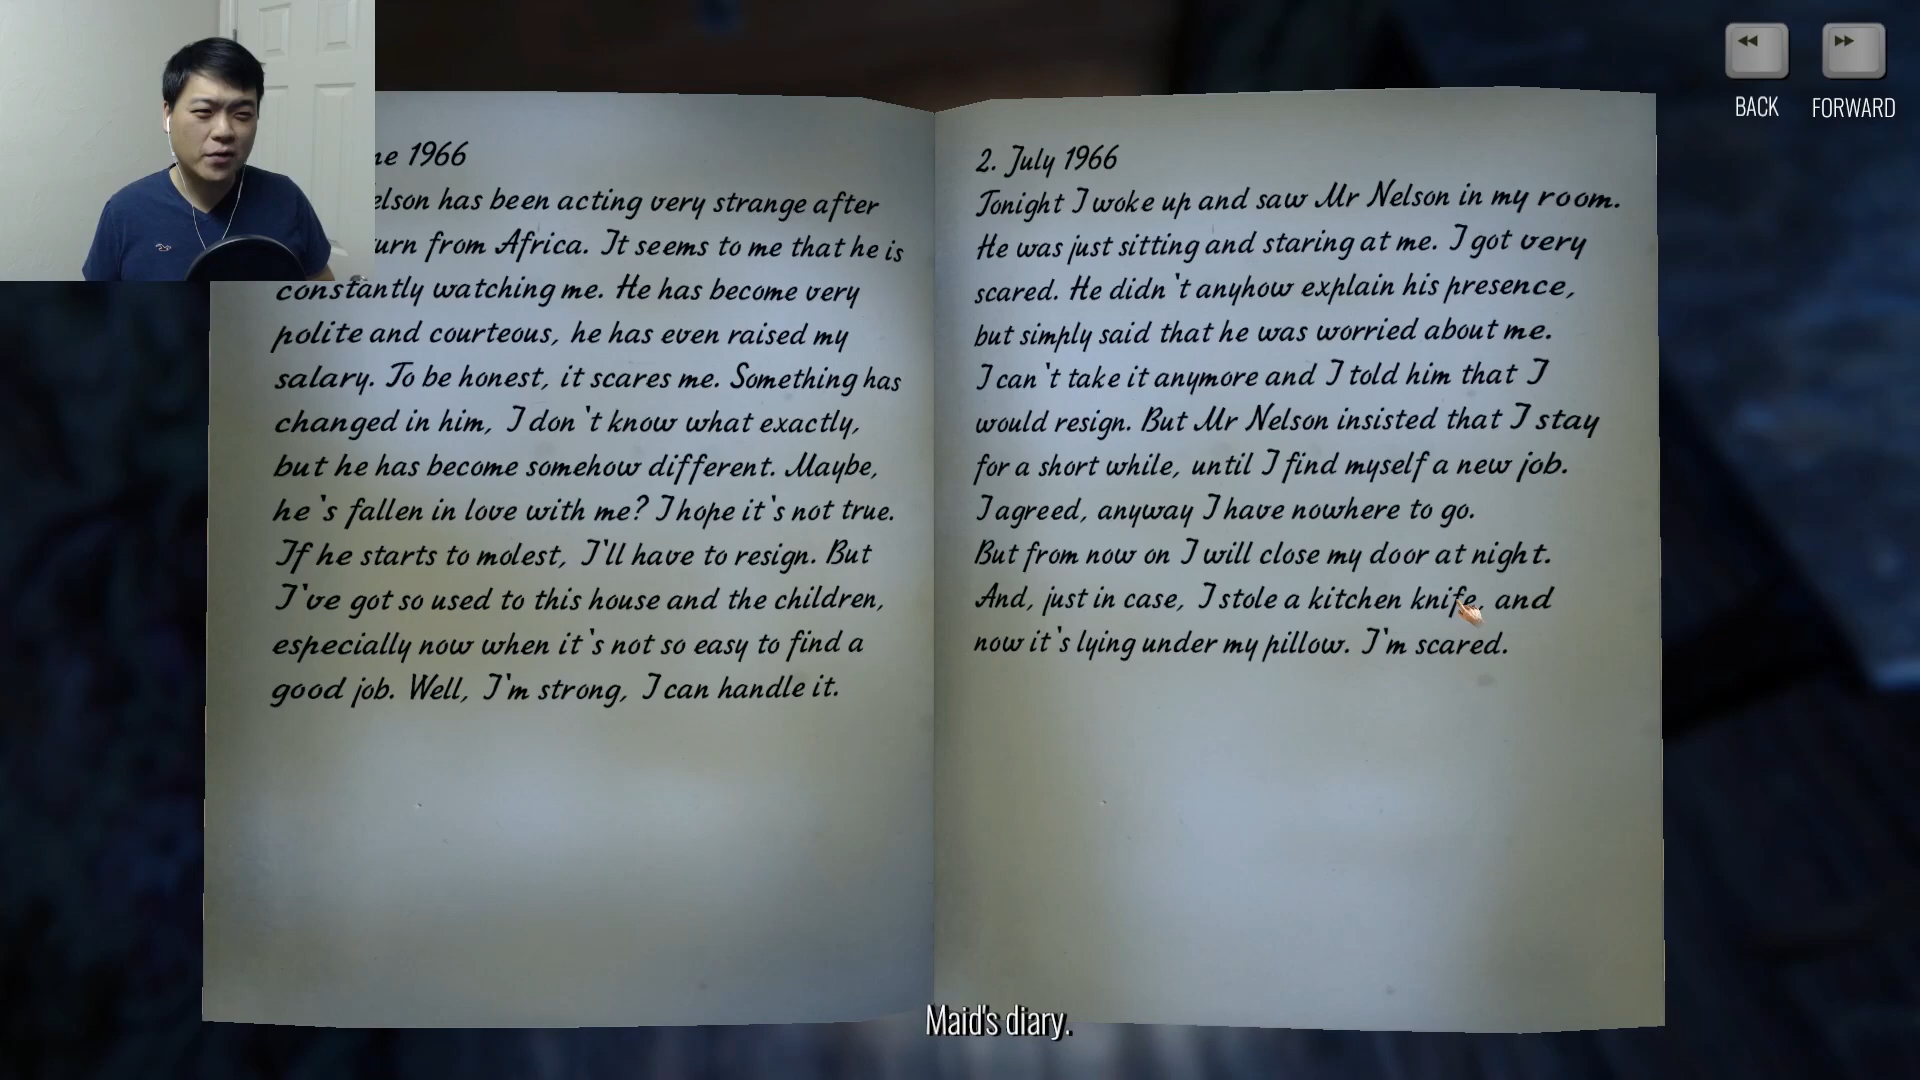 BACK
FORWARD
1966
has been acting very strange after
from Africa. It seems to me that he is
constantly watching me. He has become very
polite and courteous, he has even raised my
salary. To be honest, it scares me. Something has
changed in him, I don`t know what exactly,
but he has become somehow different. Maybe,
he`s fallen in love with me? I hope it`s not true.
If he starts to molest, I`ll have to resign. But
I`ve got so used to this house and the children,
especially now when it`s not so easy to find a
good job. Well, I`m strong, I can handle it.
2. July 1966
Tonight I woke up and saw Mr Nelson in my room.
He was just sitting and staring at me. I got very
scared. He didn`t anyhow explain his presence,
but simply said that he was worried about me.
I can`t take it anymore and I told him that I
would resign. But Mr Nelson insisted that I stay
for a short while, until I find myself a new job.
I agreed, anyway I have nowhere to go.
But from now on I will close my door at night.
And, just in case, I stole a kitchen knife, and
now it`s lying under my pillow. I`m scared.
Maid's diary.